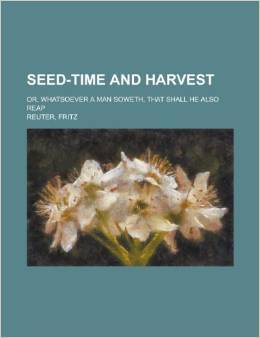 SEED-TIME AND HARVEST
OR, WHATSOEVER A MAN SOWETH, THAT SHALL HE ALSO
REAP
REUTER, FRITZ